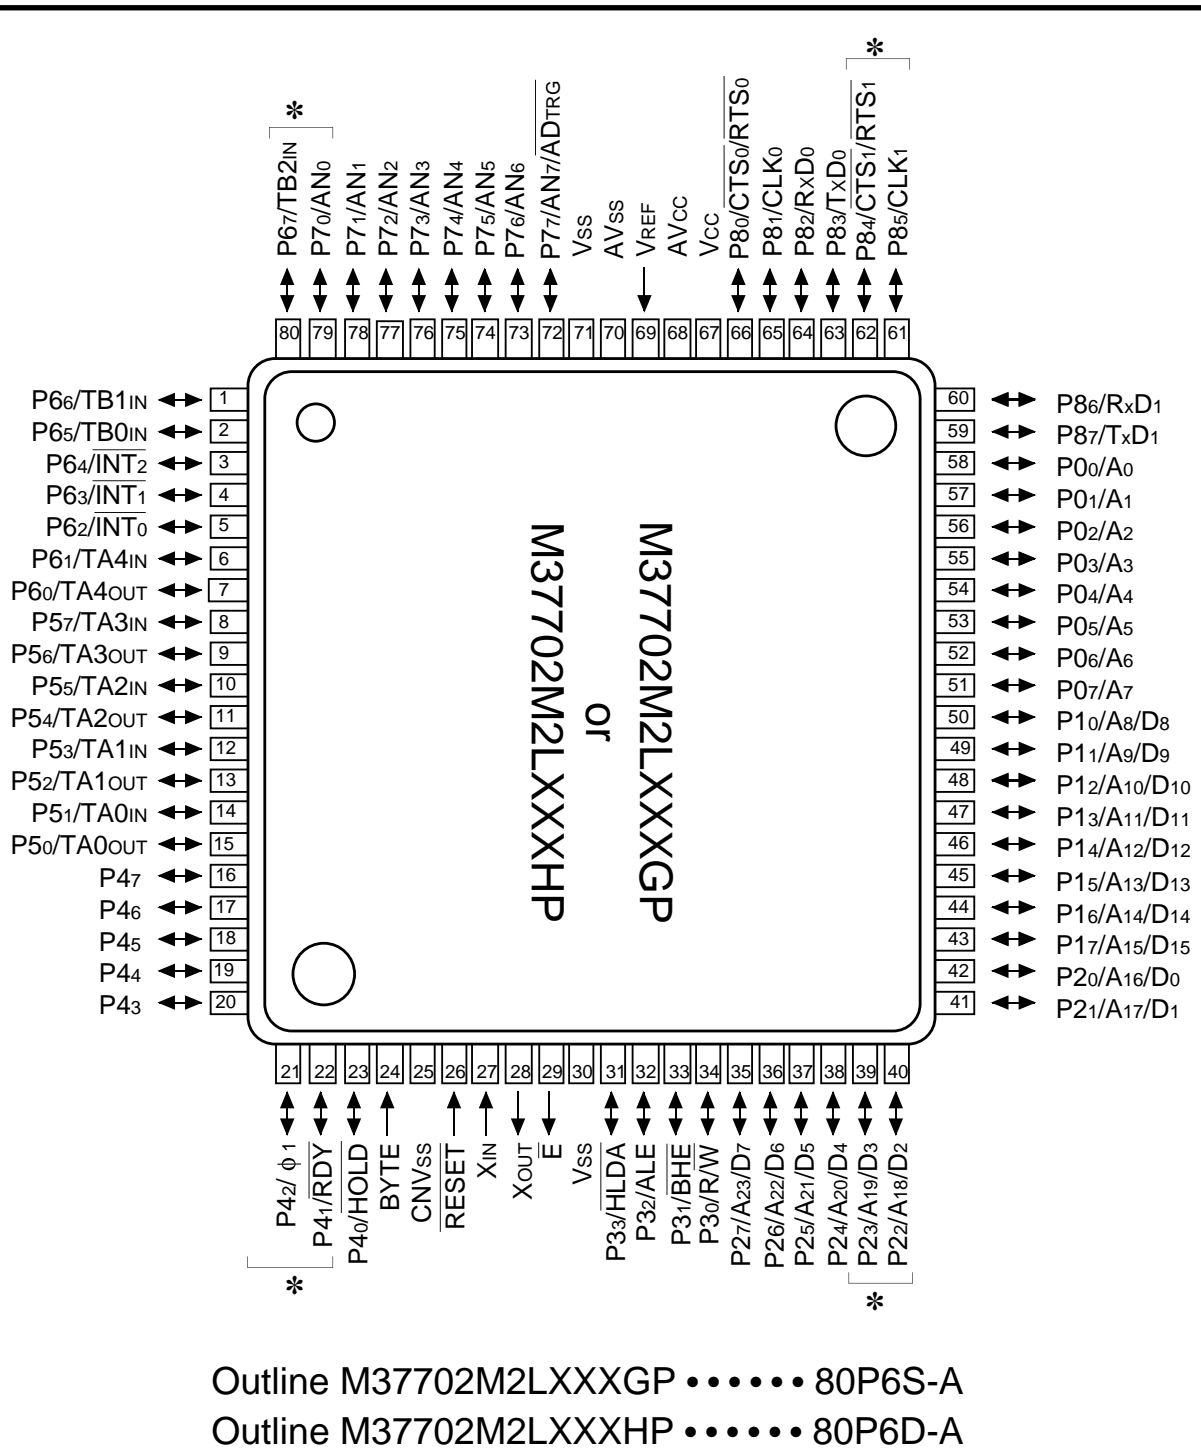 ✽
✽
P67/TB2IN
P70/AN0
P71/AN1
P72/AN2
P73/AN3
P74/AN4
P75/AN5
P76/AN6
P77/AN7/ADTRG
VSS
AVSS
VREF
AVCC
VCC
P80/CTS0/RTS0
P81/CLK0
P82/RXD0
P83/TXD0
P84/CTS1/RTS1
P85/CLK1
80 79 78 77 76 75 74 73 72 71 70 69 68 67 66 65 64 63 62 61
P66/TB1IN 1
P65/TB0IN 2
P64/INT2 3
P63/INT1 4
P62/INT0 5
P61/TA4IN 6
P60/TA4OUT 7
P57/TA3IN 8
P56/TA3OUT 9
P55/TA2IN 10
P54/TA2OUT 11
P53/TA1IN 12
P52/TA1OUT 13
P51/TA0IN 14
P50/TA0OUT 15
P47 16
P46 17
P45 18
P44 19
P43 20
M37702M2LXXXGP
or
M37702M2LXXXHP
60 P86/RXD1
59 P87/TXD1
58 P00/A0
57 P01/A1
56 P02/A2
55 P03/A3
54 P04/A4
53 P05/A5
52 P06/A6
51 P07/A7
50 P10/A8/D8
49 P11/A9/D9
48 P12/A10/D10
47 P13/A11/D11
46 P14/A12/D12
45 P15/A13/D13
44 P16/A14/D14
43 P17/A15/D15
42 P20/A16/D0
41 P21/A17/D1
21 22 23 24 25 26 27 28 29 30 31 32 33 34 35 36 37 38 39 40
P42/ϕ1
P41/RDY
P40/HOLD
BYTE
CNVSS
RESET
XIN
XOUT
E
VSS
P33/HLDA
P32/ALE
P31/BHE
P30/R/W
P27/A23/D7
P26/A22/D6
P25/A21/D5
P24/A20/D4
P23/A19/D3
P22/A18/D2
✽
✽
Outline M37702M2LXXXGP • • • • • • 80P6S-A
Outline M37702M2LXXXHP • • • • • • 80P6D-A